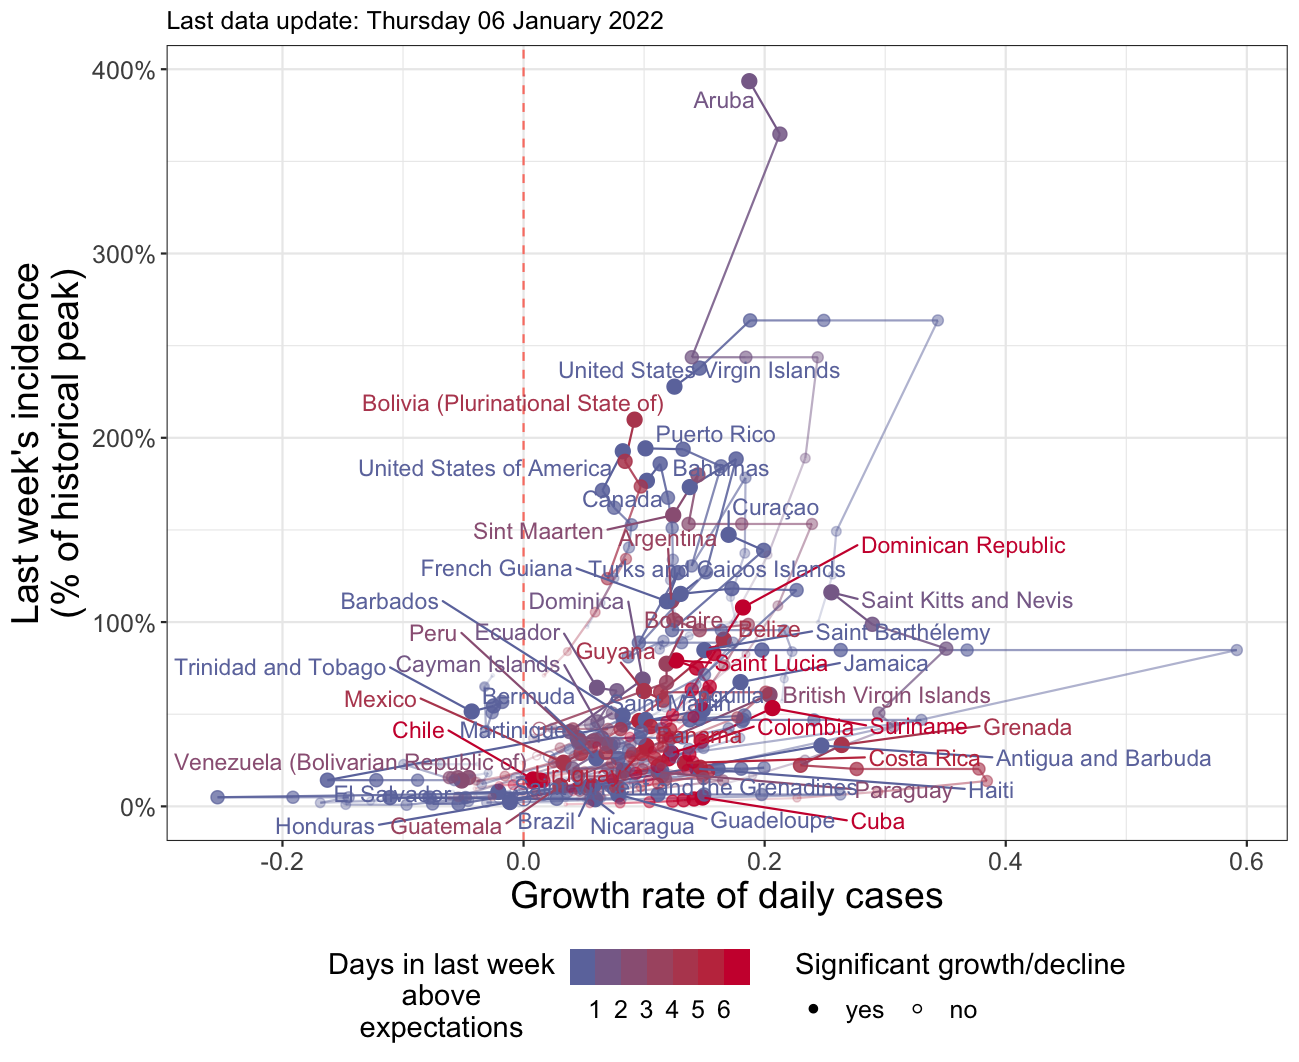 Last data update: Thursday 06 January 2022
400%
300%
200%
100%
0%
Last week's incidence
(% of historical peak)
Aruba
United States Virgin Islands
Bolivia (Plurinational State of)
Puerto Rico
United States of America
Bahamas
Canada
Curaçao
Sint Maarten
Argentina
Dominican Republic
French Guiana
Turks and Caicos Islands
Barbados
Dominica
Saint Kitts and Nevis
Peru
Ecuador
Bonaire
Belize
Saint Barthélemy
Guyana
Trinidad and Tobago
Cayman Islands
Saint Lucia
Jamaica
Mexico
Bermuda
Saint Martin
British Virgin Islands
Chile
Martinique
Panama
Colombia
Suriname
Grenada
Venezuela (Bolivarian Republic of)
Uruguay
Costa Rica
Antigua and Barbuda
El Salvador
and the Grenadines
Paraguay
Haiti
Honduras
Guatemala
Brazil
Nicaragua
Guadeloupe
Cuba
-0.2
0.0
0.2
0.4
0.6
Growth rate of daily cases
Days in last week
above
expectations
1 2 3 4 5 6
Significant growth/decline
yes
no